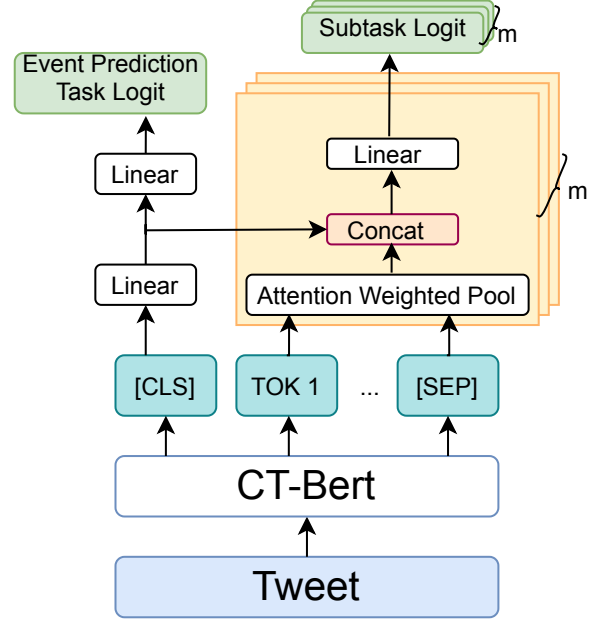 Subtask Logit
m
Event Prediction
Task Logit
Linear
Linear
m
Concat
Linear
Attention Weighted Pool
[CLS]
TOK 1
...
[SEP]
CT-Bert
Tweet